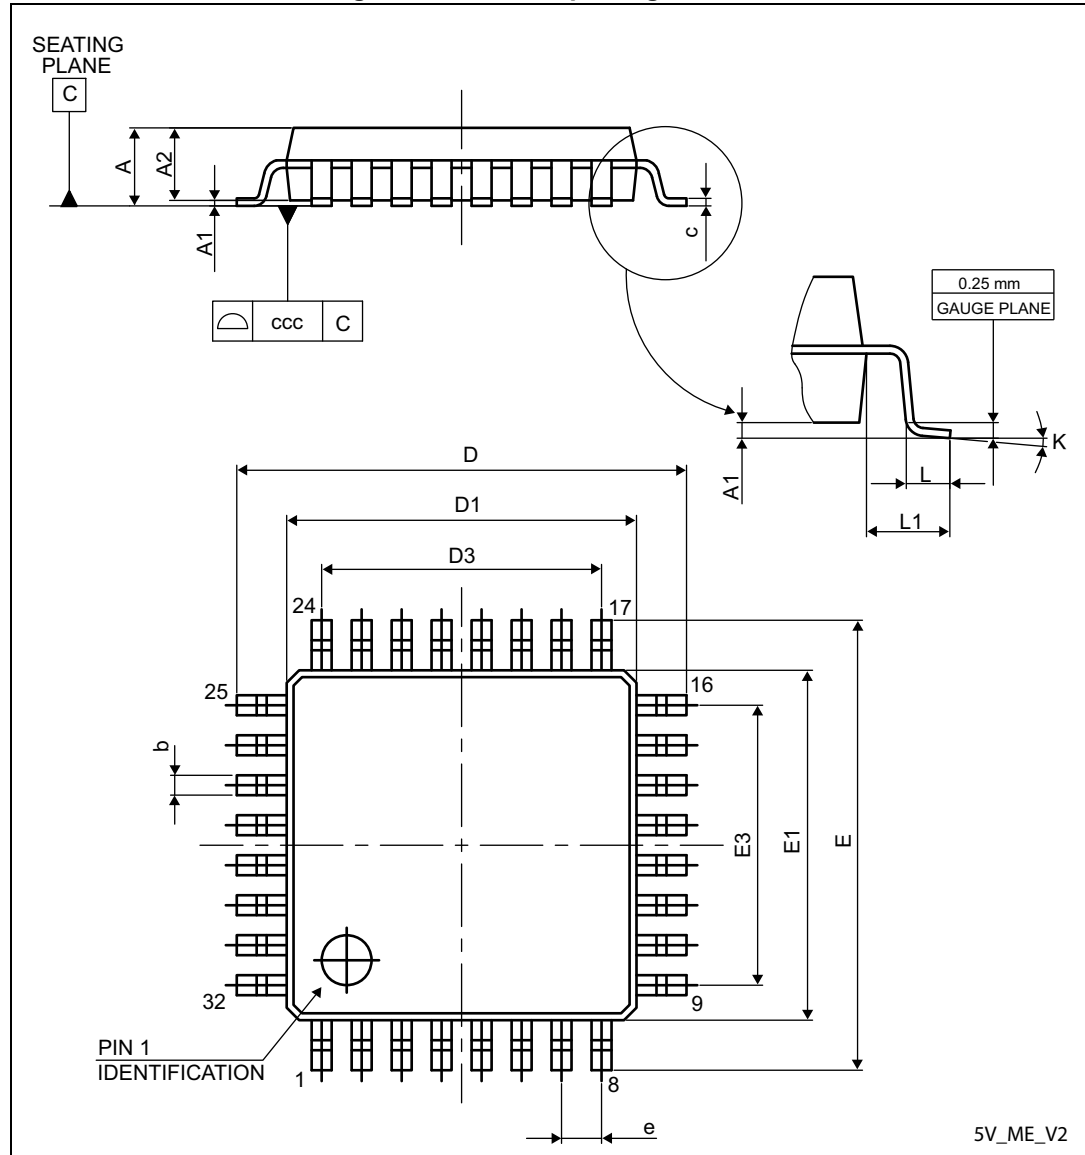 SEATING
PLANE
C
A
A2
A1
c
ccc
C
0.25 mm
GAUGE PLANE
A1
K
L
L1
D
D1
D3
24
17
25
16
b
E3
E1
E
32
9
PIN 1
IDENTIFICATION
1
8
e
5V_ME_V2